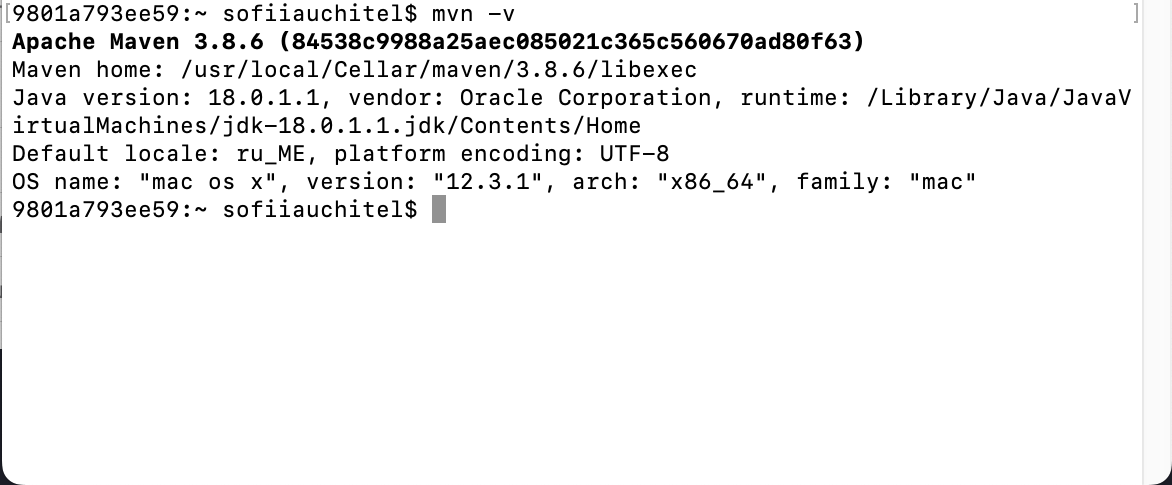 [9801a793ee59:~ sofiiauchitel$ mvn -v ]
Apache Maven 3.8.6 (84538c9988a25aec085021c365c560670ad80f63)
Maven home: /usr/local/Cellar/maven/3.8.6/libexec
Java version: 18.0.1.1, vendor: Oracle Corporation, runtime: /Library/Java/JavaV
irtualMachines/jdk-18.0.1.1.jdk/Contents/Home
Default locale: ru_ME, platform encoding: UTF-8
OS name: "mac os x", version: "12.3.1", arch: "x86_64", family: "mac"
9801a793ee59:~ sofiiauchitel$